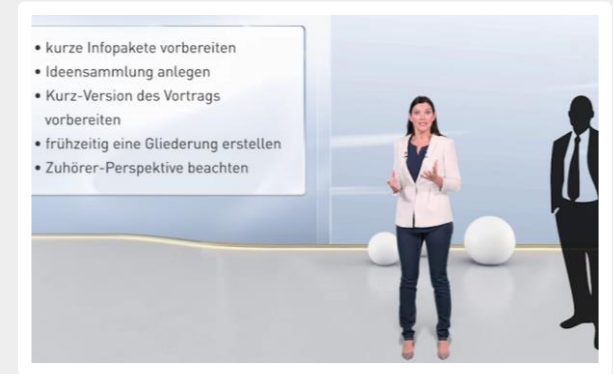 • kurze Infopakete vorbereiten
• Ideensammlung anlegen
• Kurz-Version des Vortrags
vorbereiten
• frühzeitig eine Gliederung erstellen
• Zuhörer-Perspektive beachten